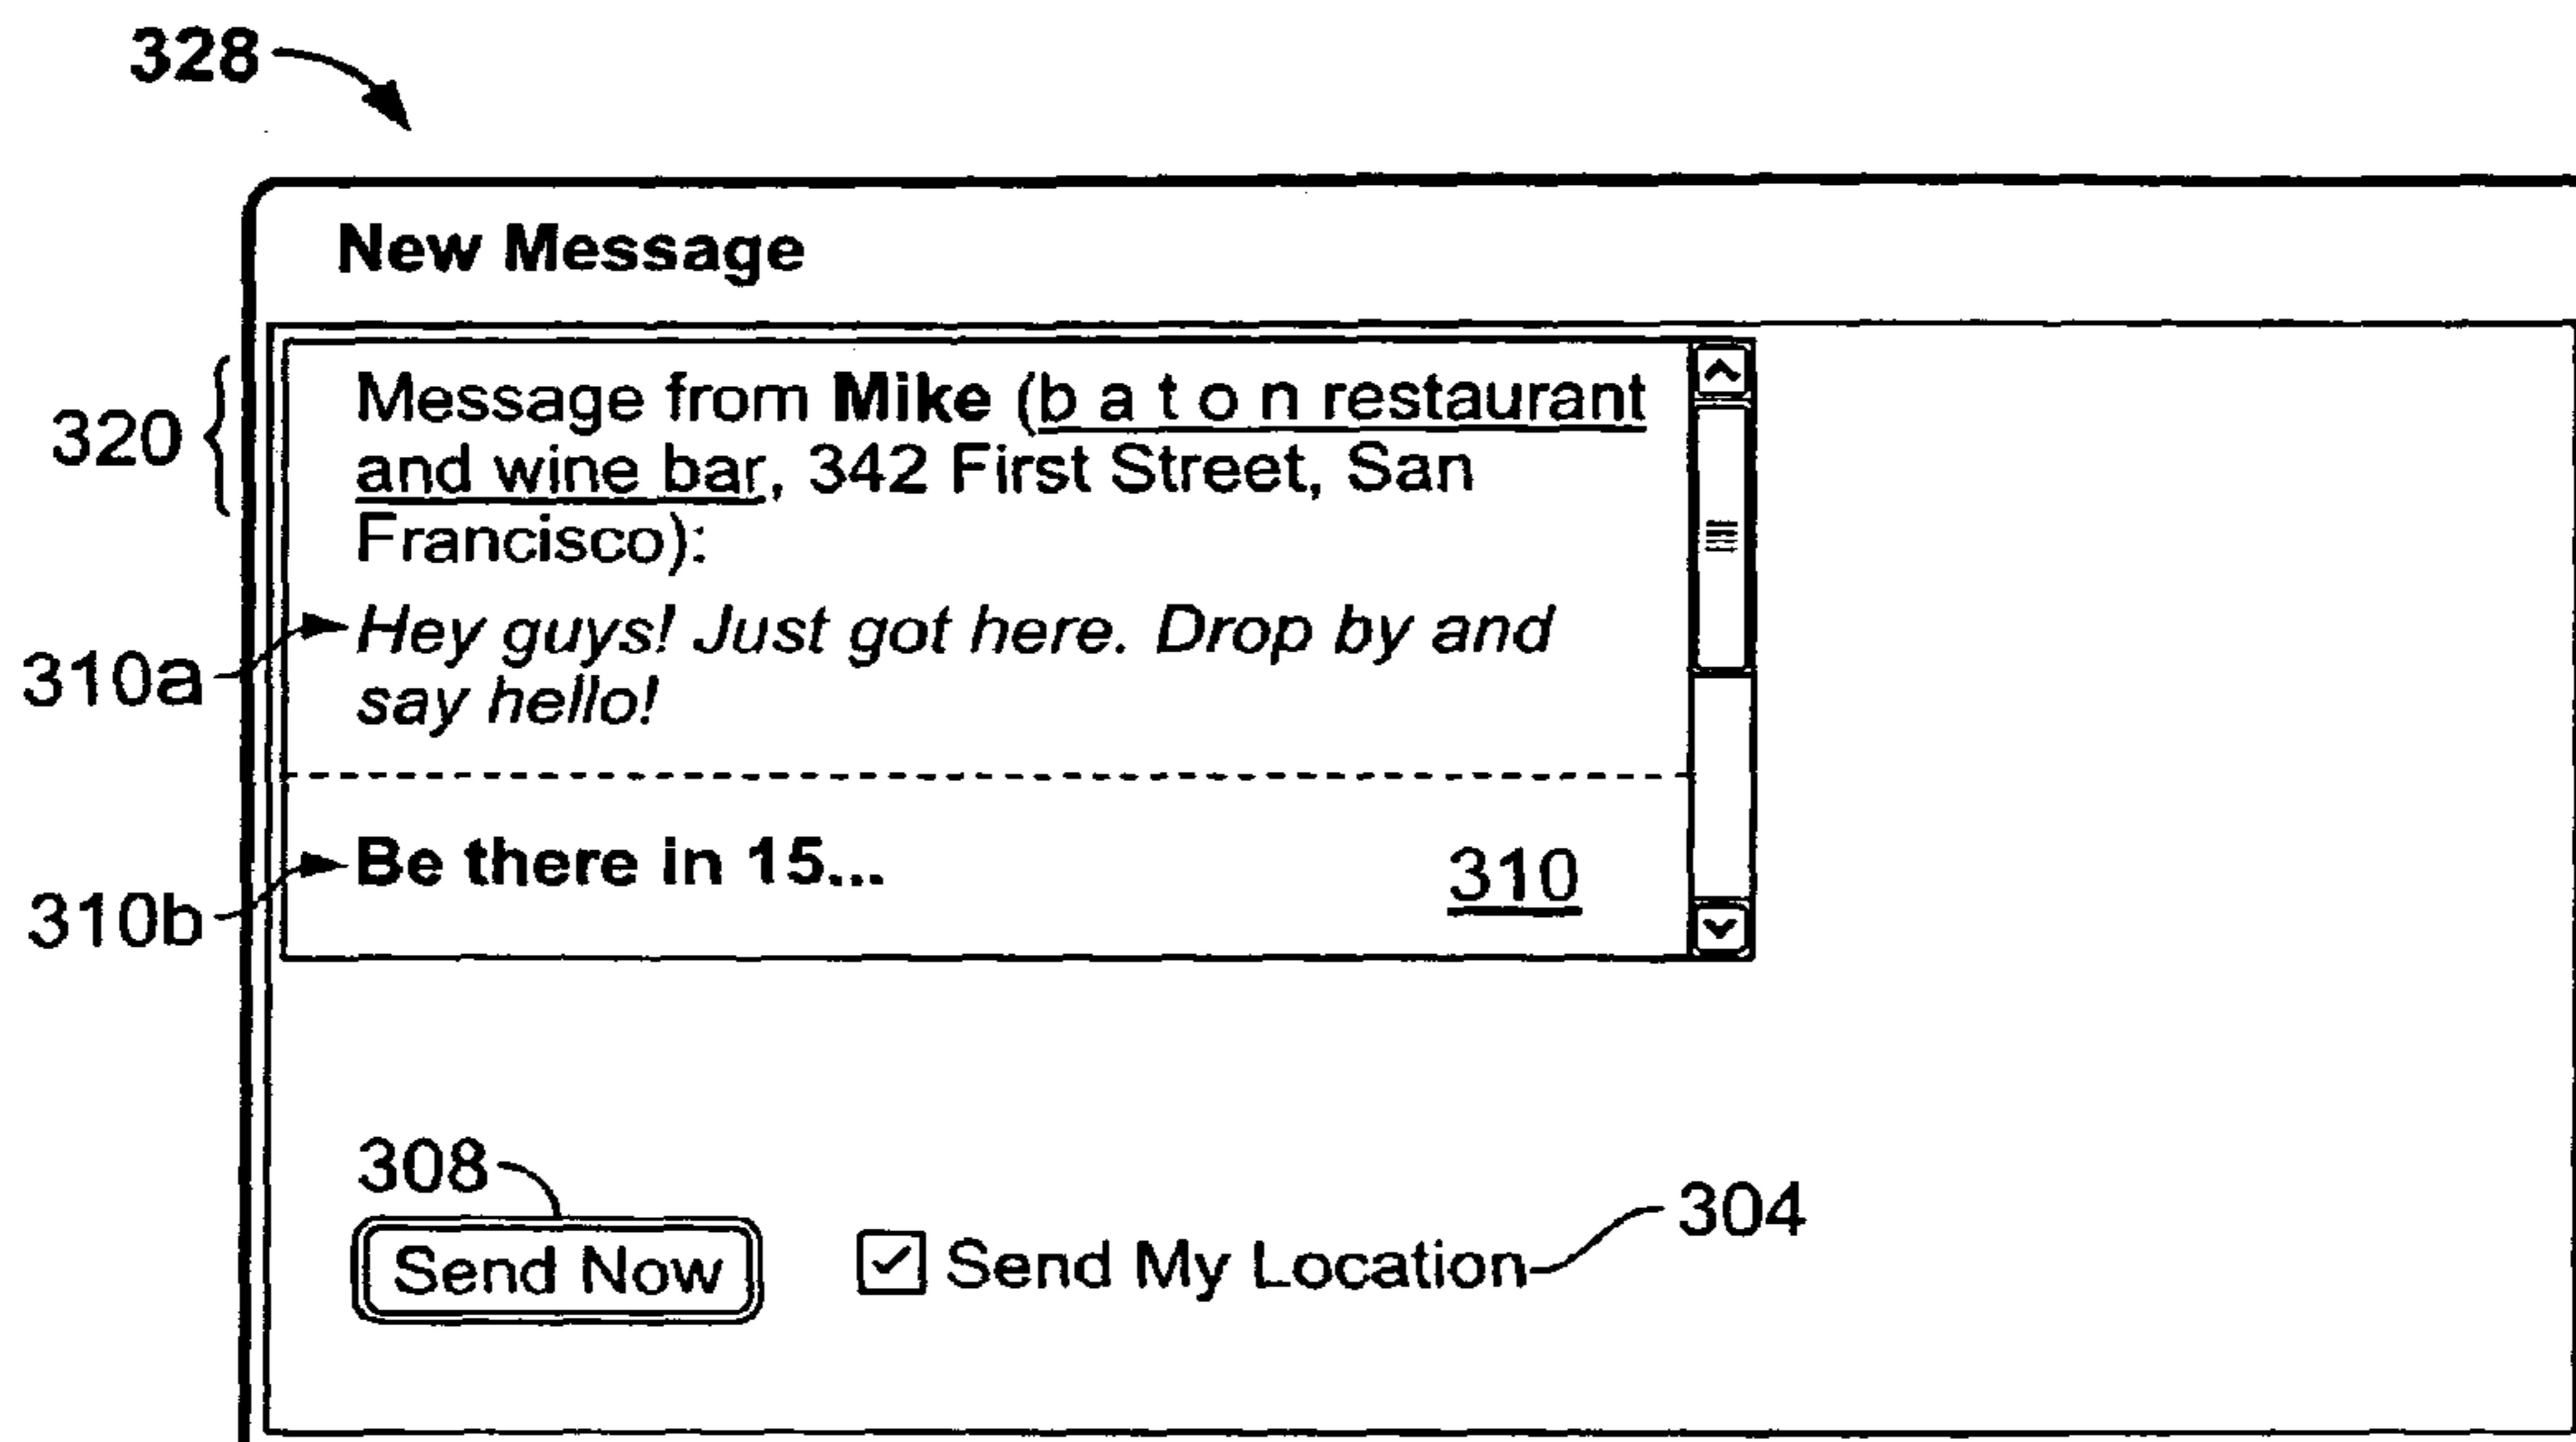 328
New Message
320
Message from Mike (b a t o n restaurant
and wine bar, 342 First Street, San
Francisco):
310a
Hey guys! Just got here. Drop by and
say hello!
310b
Be there in 15...
310
308
304
Send Now
Send My Location